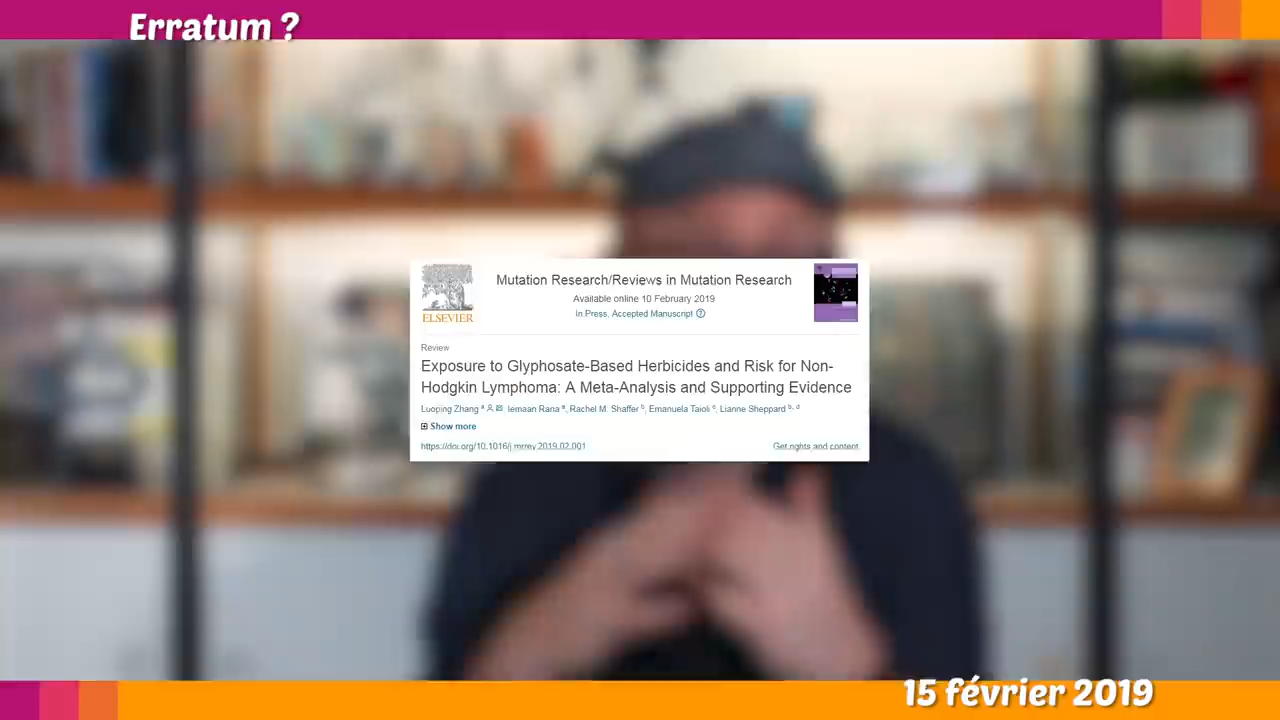 Erratum ?
ELSEVIER
Mutation Research/Reviews in Mutation Research
Available online 10 February 2019
In Press, Accepted Manuscript
Review
Exposure to Glyphosate-Based Herbicides and Risk for Non-
Hodgkin Lymphoma: A Meta-Analysis and Supporting Evidence
Luoping Zhang a, Iemaan Rana a, Rachel M. Shaffer b, Emanuela Taioli c, Lianne Sheppard b, d
Show more
https://doi.org/10.1016/j.mrrev.2019.02.001
Get rights and content
15 février 2019